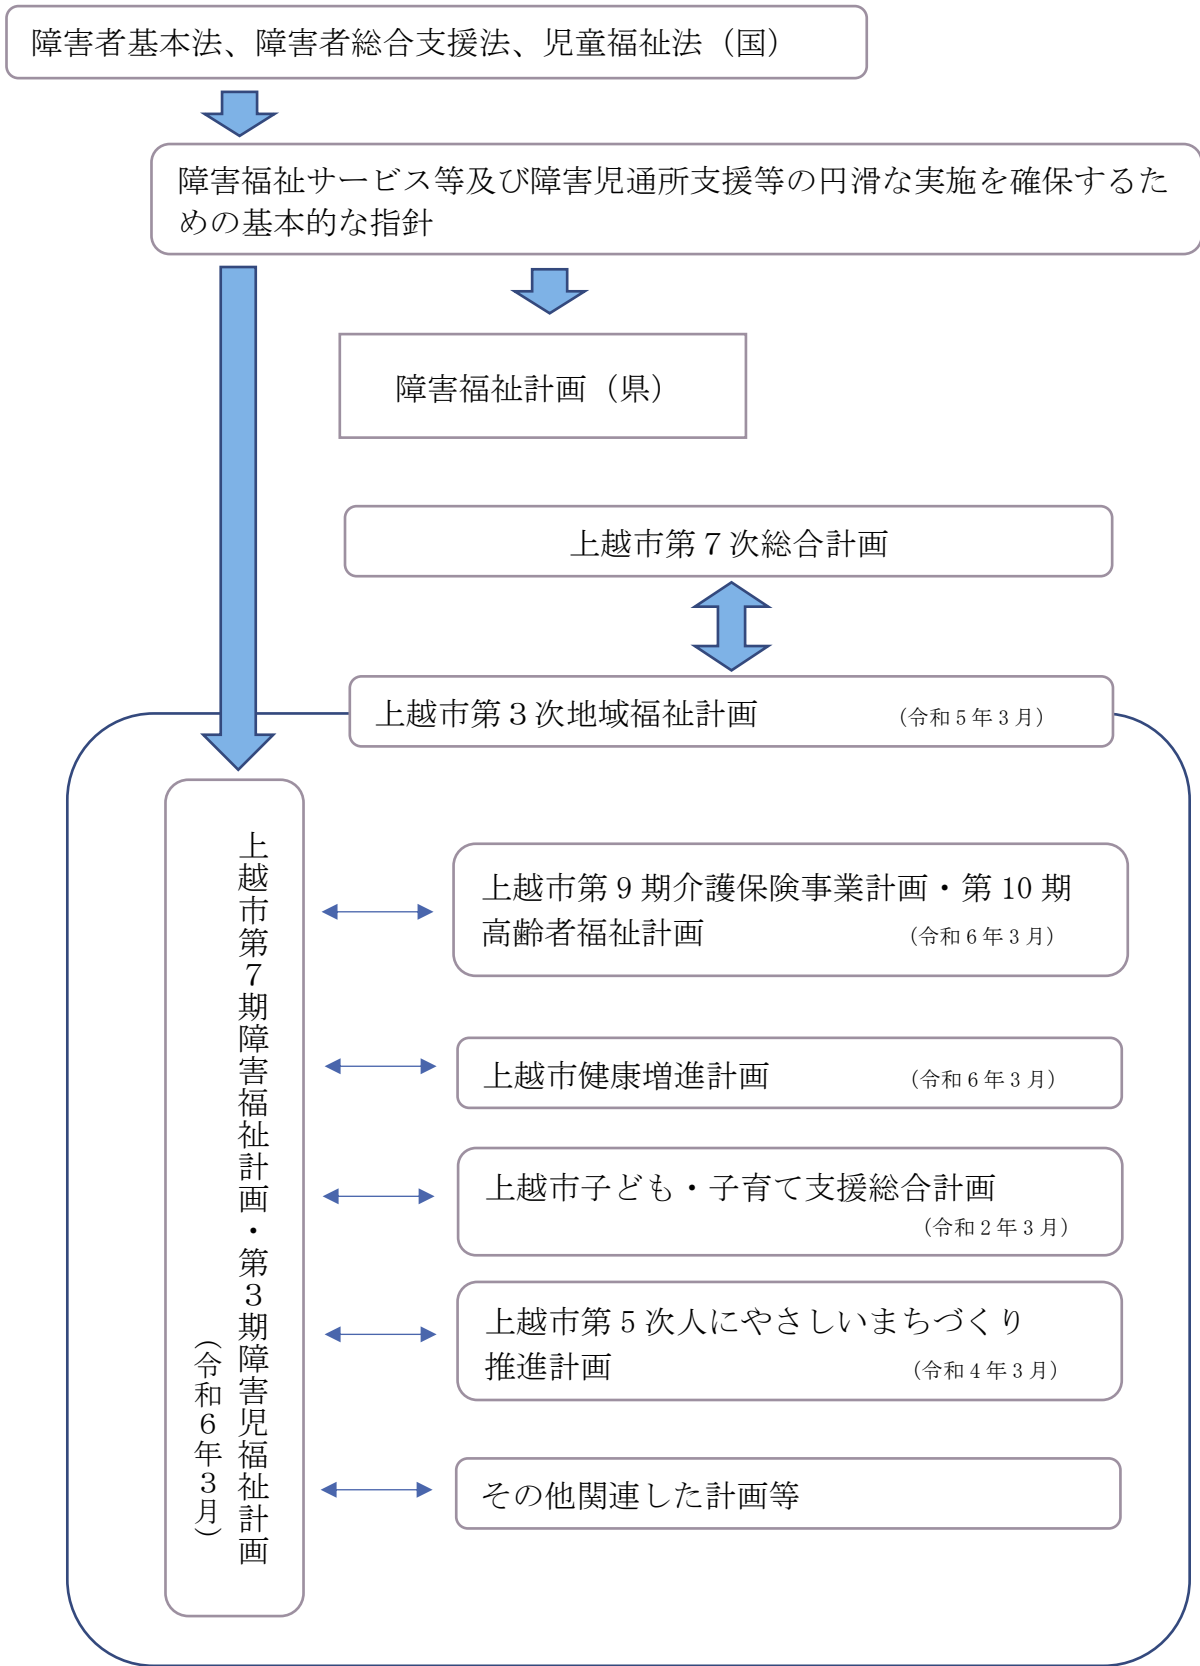 障害者基本法、障害者総合支援法、児童福祉法（国）
障害福祉サービス等及び障害児通所支援等の円滑な実施を確保するた
めの基本的な指針
障害福祉計画（県）
上越市第７次総合計画
上越市第３次地域福祉計画　（令和５年３月）
上越市第７期障害福祉計画・第３期障害児福祉計画
（令和６年３月）
上越市第９期介護保険事業計画・第 10 期
高齢者福祉計画　（令和６年３月）
上越市健康増進計画　（令和６年３月）
上越市子ども・子育て支援総合計画
（令和２年３月）
上越市第５次人にやさしいまちづくり
推進計画　（令和４年３月）
その他関連した計画等